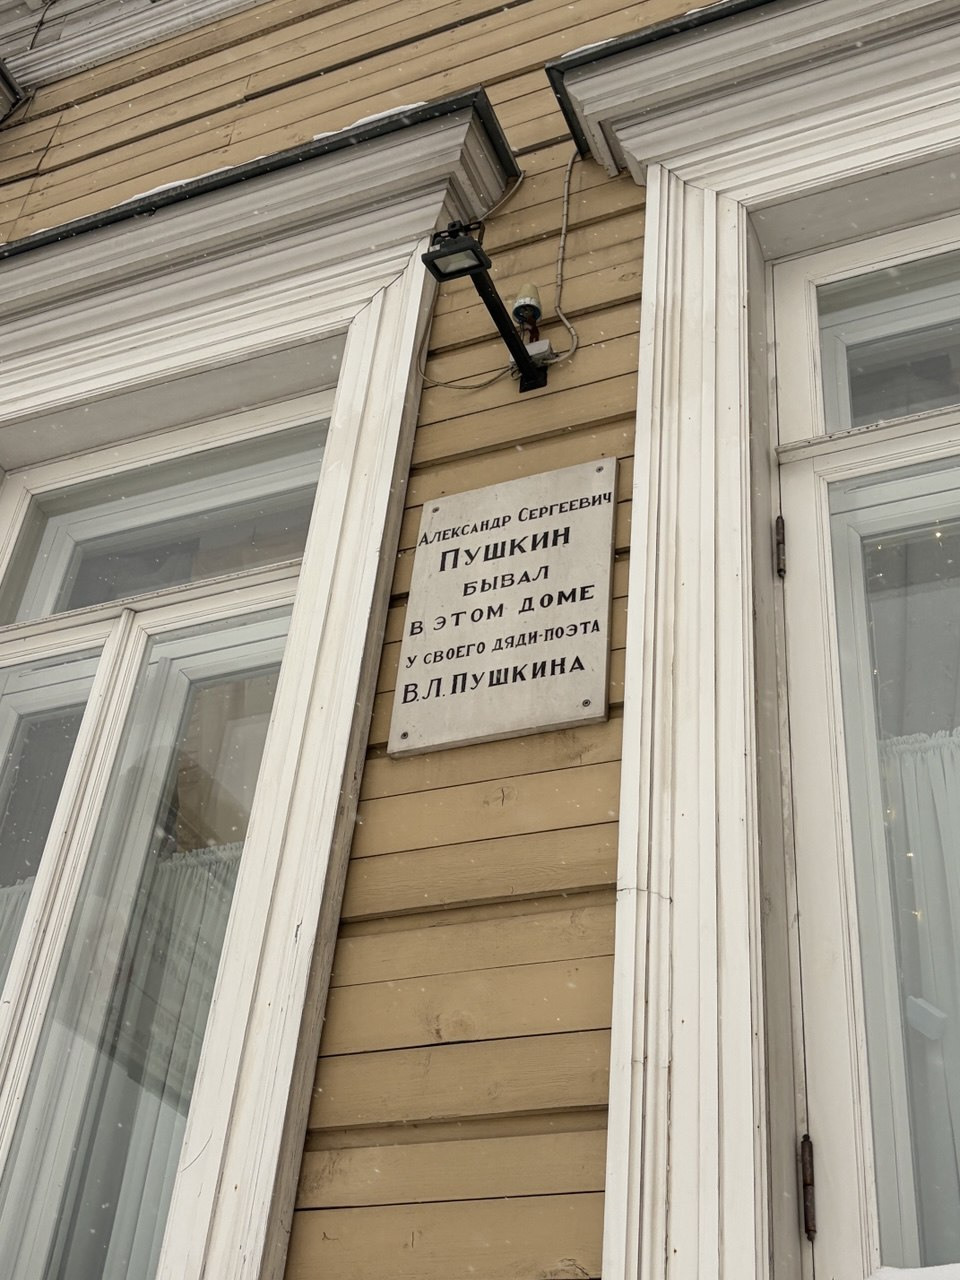 Александр Сергеевич
Пушкин
бывал
в этом доме
у своего дяди-поэта
В.Л.Пушкина